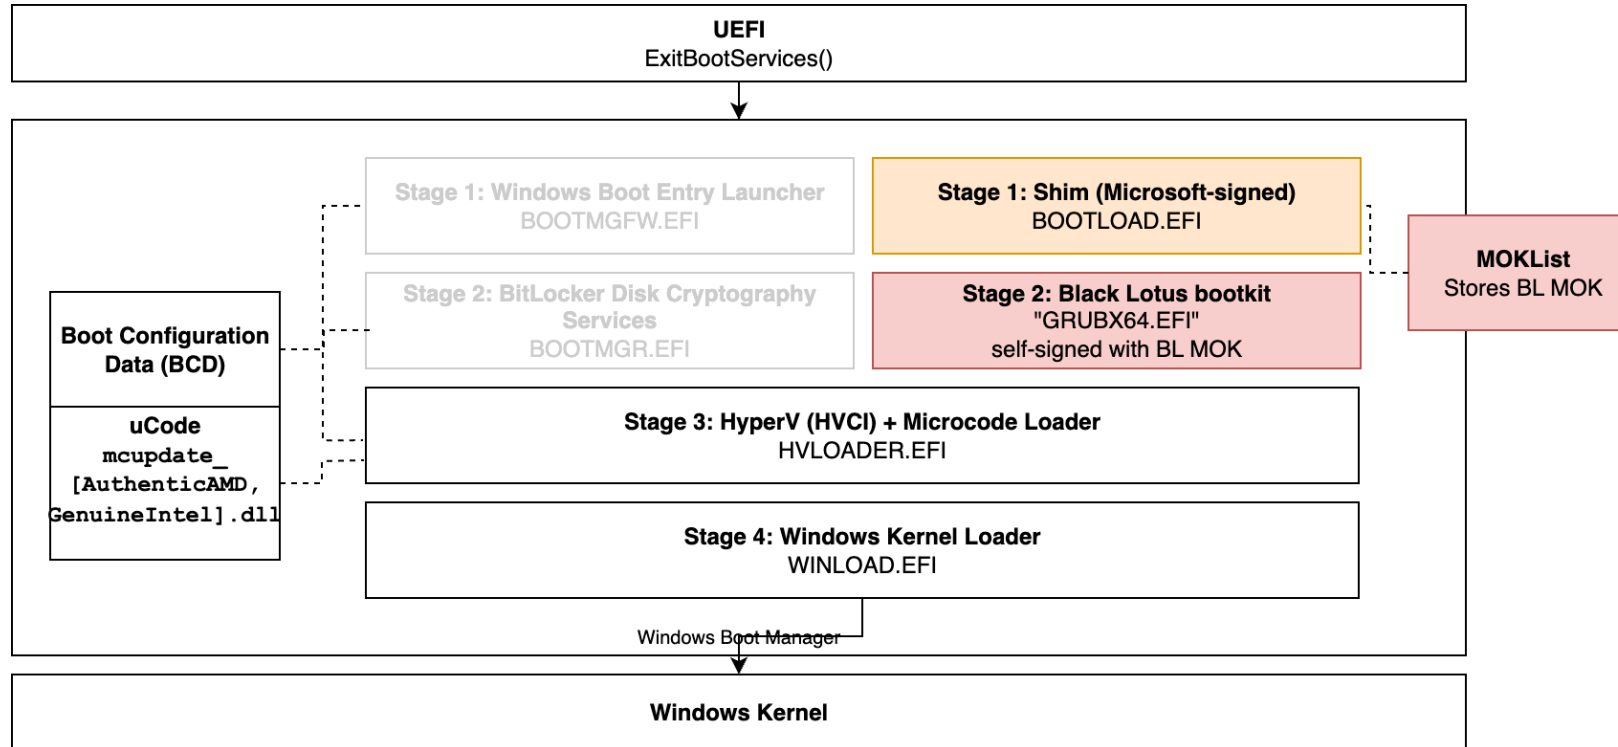 UEFI
ExitBootServices()
Stage 1: Windows Boot Entry Launcher
BOOTMGFW.EFI
Stage 1: Shim (Microsoft-signed)
BOOTLOAD.EFI
MOKList
Stores BL MOK
Stage 2: BitLocker Disk Cryptography
Services
BOOTMGR.EFI
Stage 2: Black Lotus bootkit
"GRUBX64.EFI"
self-signed with BL MOK
Boot Configuration
Data (BCD)
uCode
mcupdate_
[AuthenticAMD,
GenuineIntel].dll
Stage 3: HyperV (HVCI) + Microcode Loader
HVLOADER.EFI
Stage 4: Windows Kernel Loader
WINLOAD.EFI
Windows Boot Manager
Windows Kernel